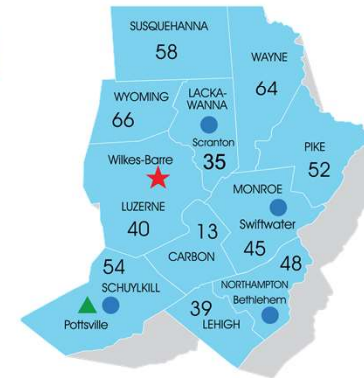 SUSQUEHANNA
58
WAYNE
64
WYOMING
66
LACKA-
WANNA
Scranton
35
PIKE
52
Wilkes-Barre
LUZERNE
40
MONROE
Swiftwater
45
13
CARBON
54
SCHUYLKILL
Pottsville
48
NORTHAMPTON
Bethlehem
39
LEHIGH